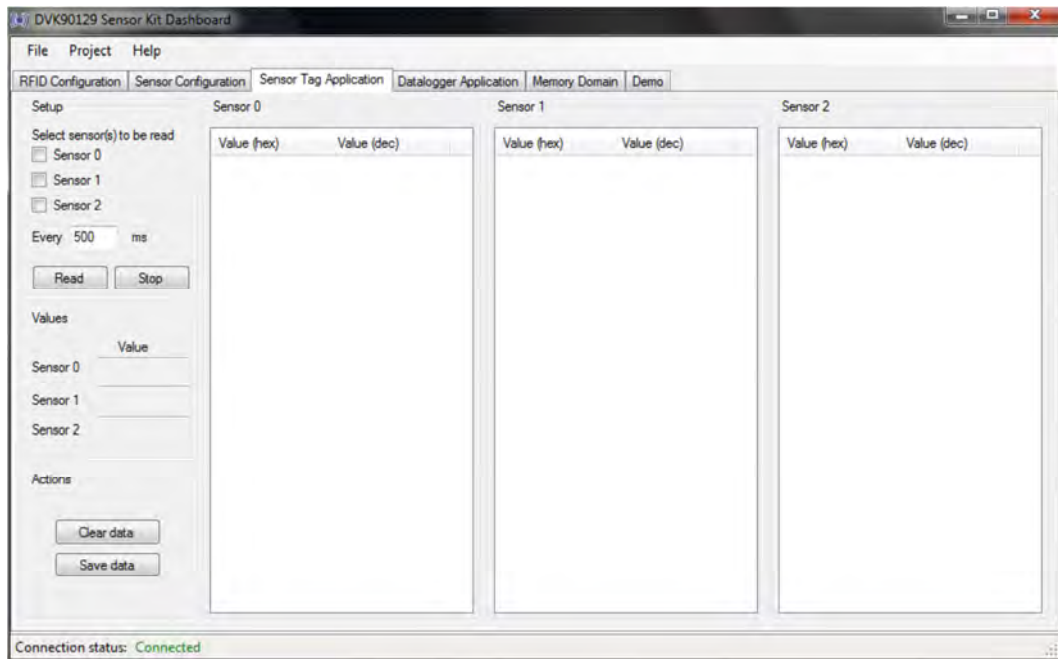 DVK90129 Sensor Kit Dashboard
File Project Help
RFID Configuration Sensor Configuration Sensor Tag Application Datalogger Application Memory Domain Demo
Setup
Select sensor(s) to be read
Sensor 0
Sensor 1
Sensor 2
Every 500 ms
Read Stop
Values
Value
Sensor 0
Sensor 1
Sensor 2
Actions
Clear data
Save data
Sensor 0
Value (hex) Value (dec)
Sensor 1
Value (hex) Value (dec)
Sensor 2
Value (hex) Value (dec)
Connection status: Connected